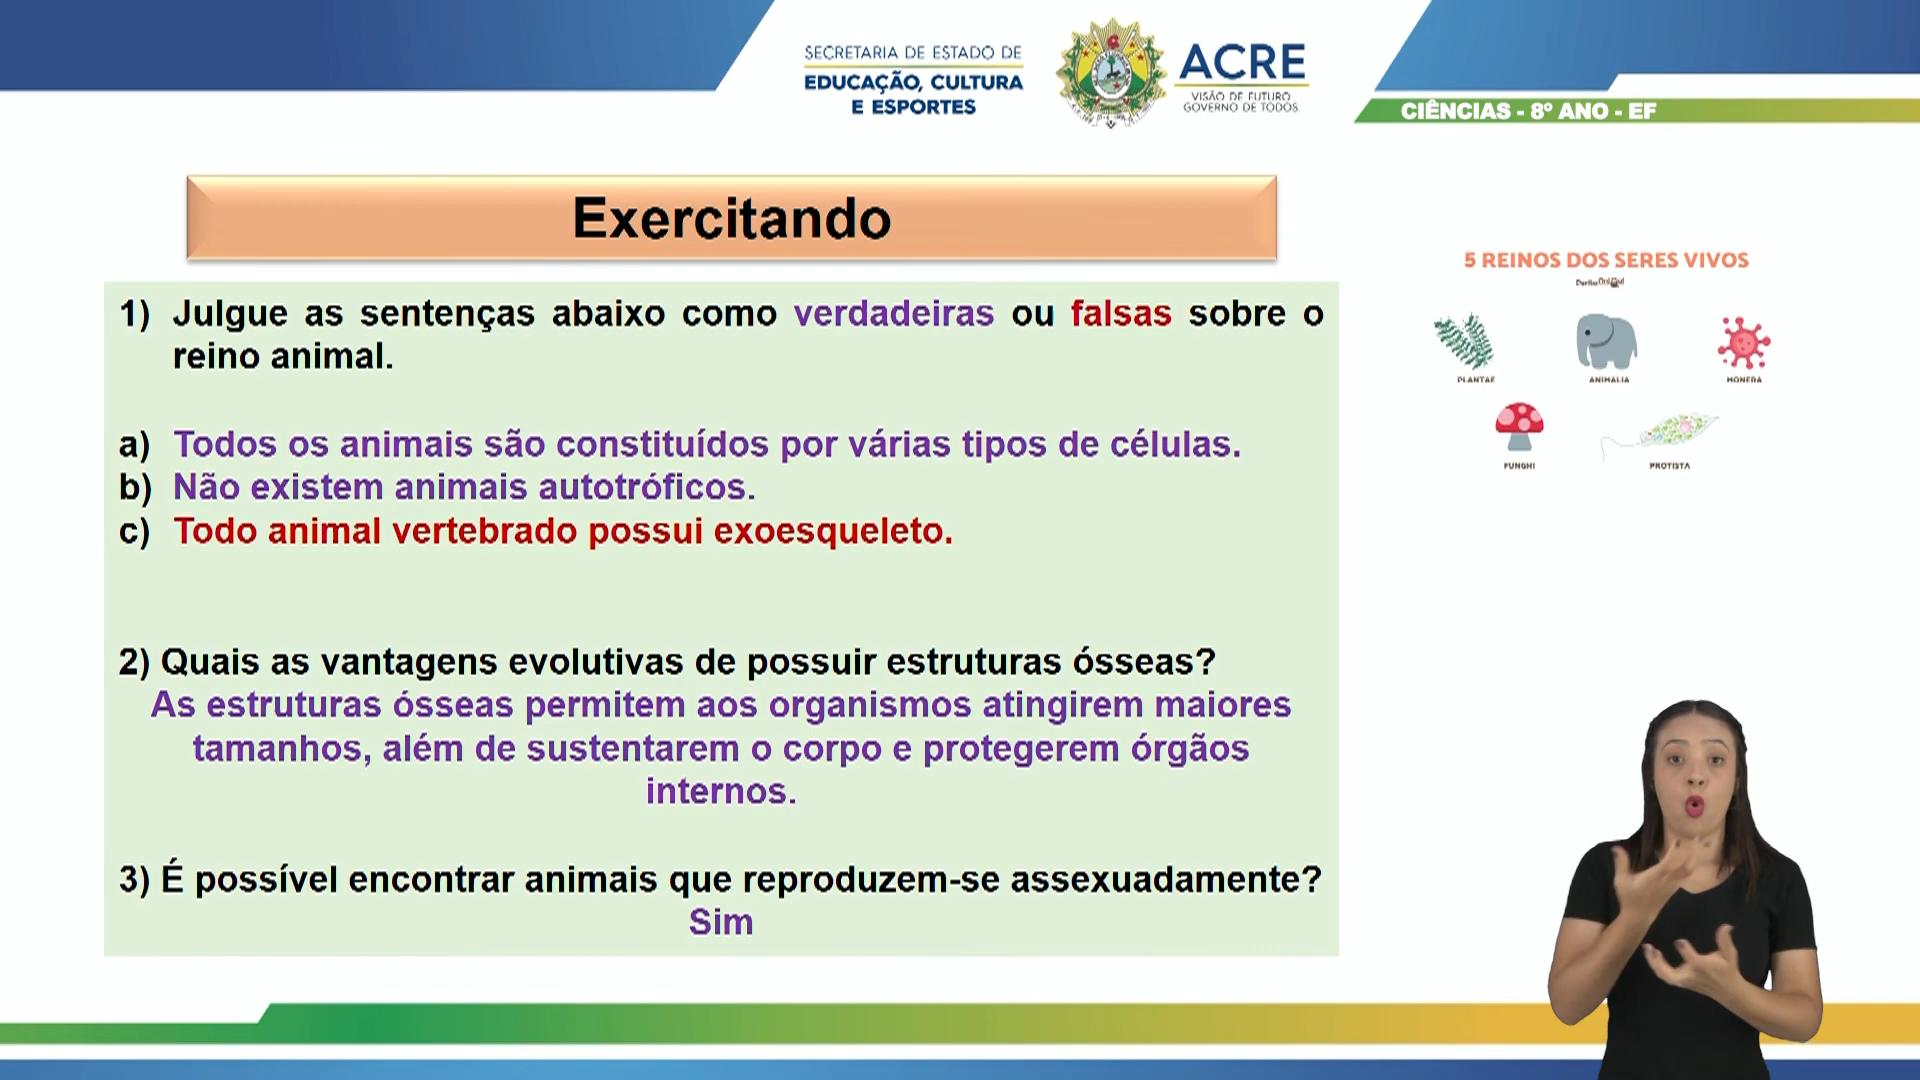 SECRETARIA DE ESTADO DE
EDUCAÇÃO, CULTURA
E ESPORTES
ACRE
VISÃO DE FUTURO
GOVERNO DE TODOS.
CIÊNCIAS - 8º ANO - EF
Exercitando
5 REINOS DOS SERES VIVOS
PLANTAE
ANIMALIA
MONERA
FUNGHI
PROTISTA
1) Julgue as sentenças abaixo como verdadeiras ou falsas sobre o
reino animal.
a) Todos os animais são constituídos por várias tipos de células.
b) Não existem animais autotróficos.
c) Todo animal vertebrado possui exoesqueleto.
2) Quais as vantagens evolutivas de possuir estruturas ósseas?
As estruturas ósseas permitem aos organismos atingirem maiores
tamanhos, além de sustentarem o corpo e protegerem órgãos
internos.
3) É possível encontrar animais que reproduzem-se assexuadamente?
Sim